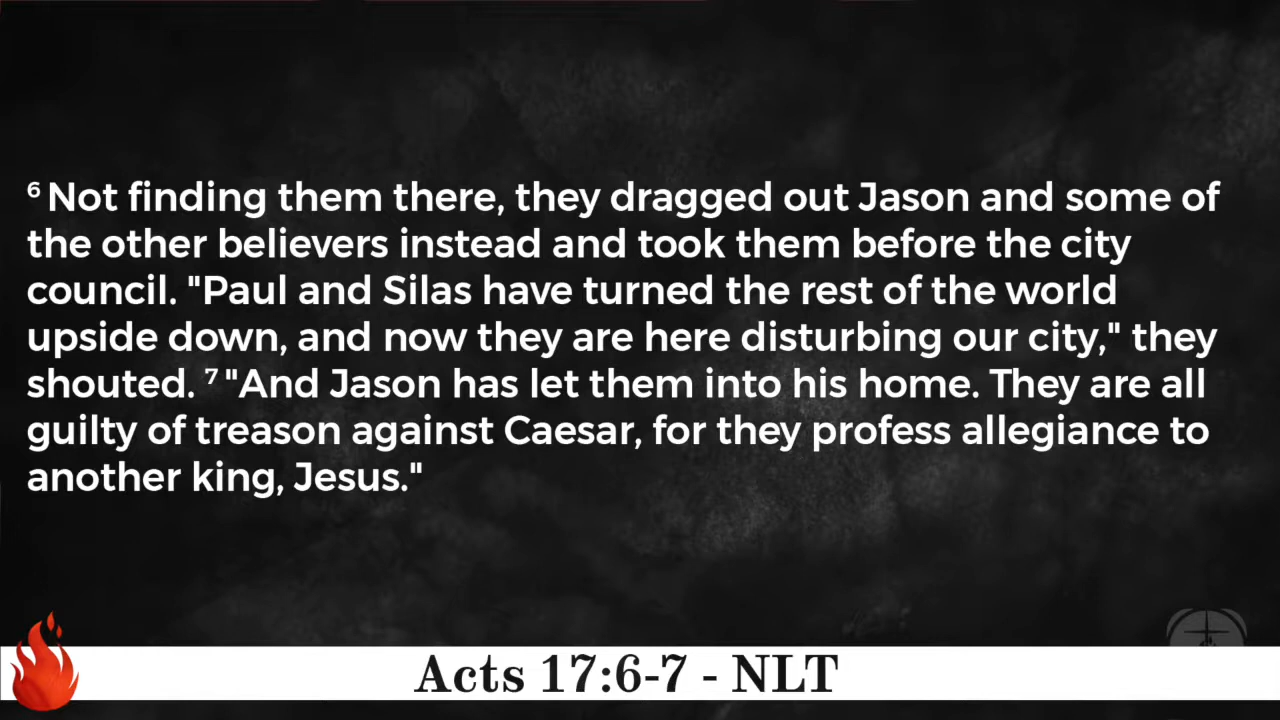 ⁶ Not finding them there, they dragged out Jason and some of
the other believers instead and took them before the city
council. "Paul and Silas have turned the rest of the world
upside down, and now they are here disturbing our city," they
shouted. ⁷ "And Jason has let them into his home. They are all
guilty of treason against Caesar, for they profess allegiance to
another king, Jesus."
Acts 17:6-7 - NLT